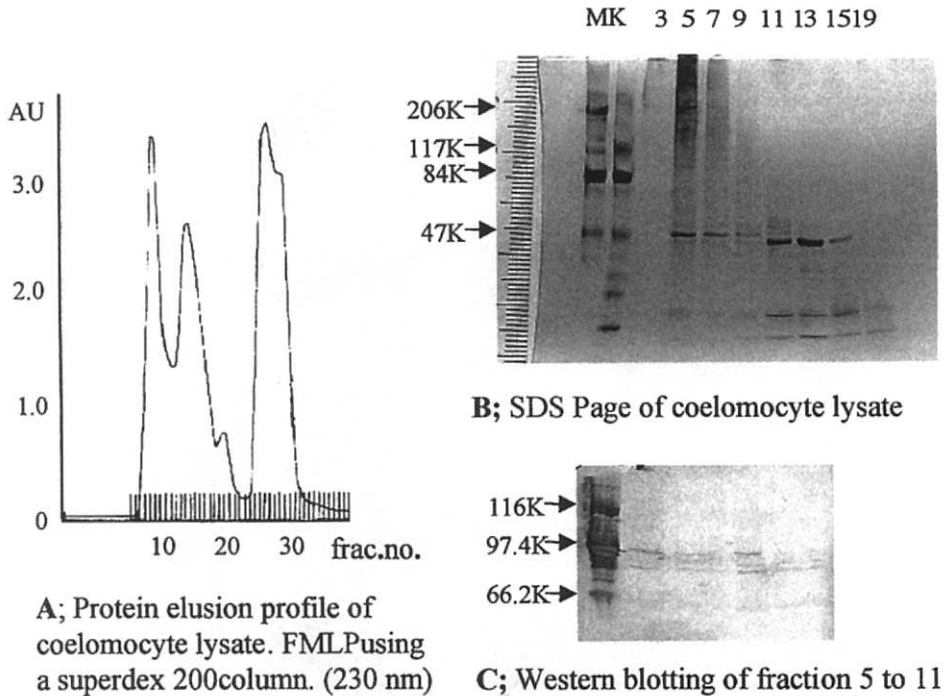 AU
3.0
2.0
1.0
0
10 20 30 frac.no.
A; Protein elusion profile of
coelomocyte lysate. FMLPusing
a superdex 200column. (230 nm)
MK 3 5 7 9 11 13 1519
206K
117K
84K
47K
B; SDS Page of coelomocyte lysate
116K
97.4K
66.2K
C; Western blotting of fraction 5 to 11